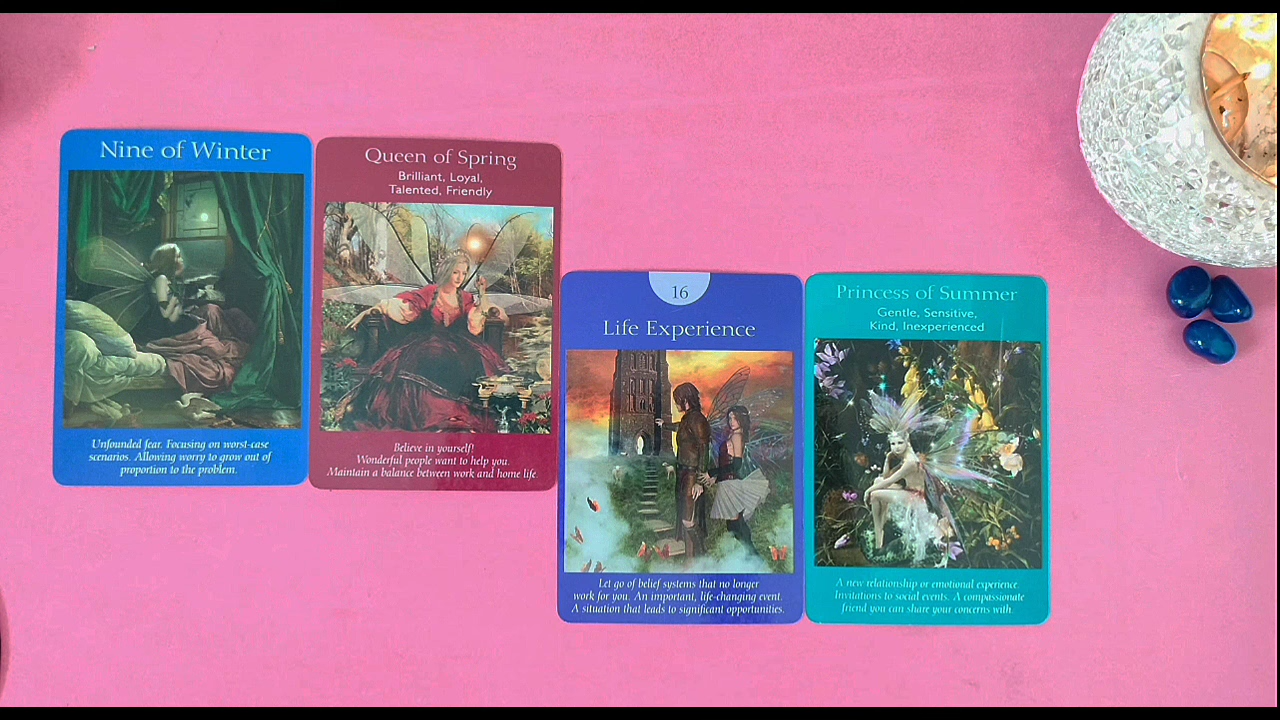 Nine of Winter
Unfounded fear. Focusing on worst-case
scenarios. Allowing worry to grow out of
proportion to the problem.
Queen of Spring
Brilliant, Loyal,
Talented, Friendly
Believe in yourself!
Wonderful people want to help you.
Maintain a balance between work and home life.
16
Life Experience
Let go of belief systems that no longer
work for you. An important, life-changing event.
A situation that leads to significant opportunities.
Princess of Summer
Gentle, Sensitive,
Kind, Inexperienced
A new relationship or emotional experience.
Invitations to social events. A compassionate
friend you can share your concerns with.